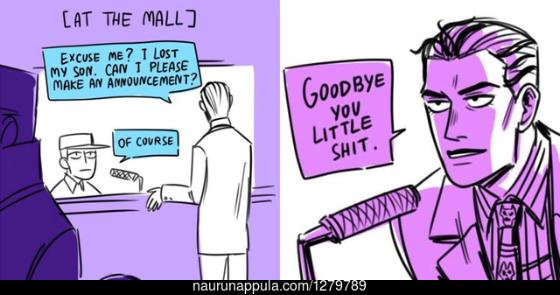 [AT THE MALL]
EXCUSE ME? I LOST
MY SON. CAN I PLEASE
MAKE AN ANNOUNCEMENT?
OF COURSE
GOODBYE
YOU
LITTLE
SHIT.
naurunappula.com/1279789